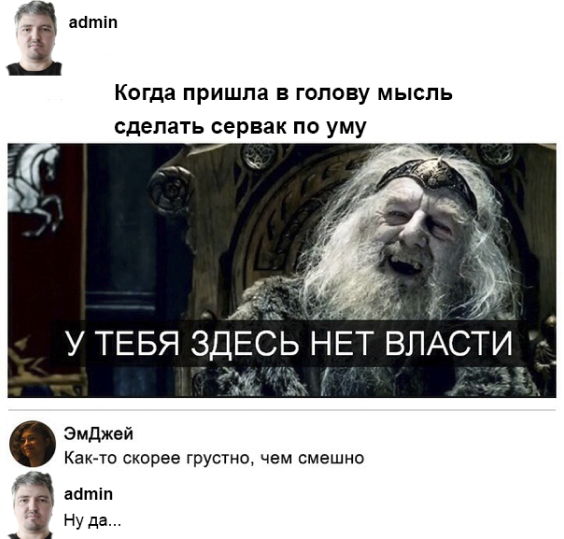 admin
Когда пришла в голову мысль
сделать сервак по уму
У ТЕБЯ ЗДЕСЬ НЕТ ВЛАСТИ
ЭмДжей
Как-то скорее грустно, чем смешно
admin
Ну да...